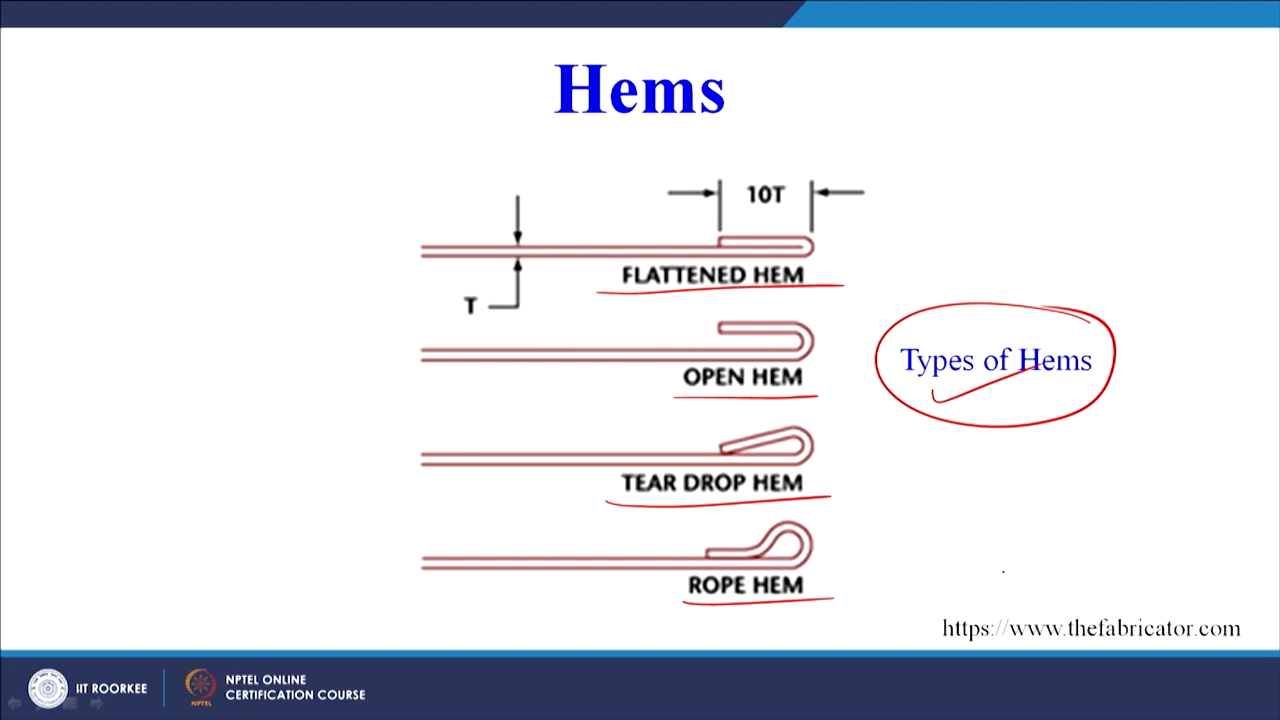 Hems
10T
FLATTENED HEM
T
OPEN HEM
Types of Hems
TEAR DROP HEM
ROPE HEM
https://www.thefabricator.com
IIT ROORKEE
NPTEL
NPTEL ONLINE
CERTIFICATION COURSE